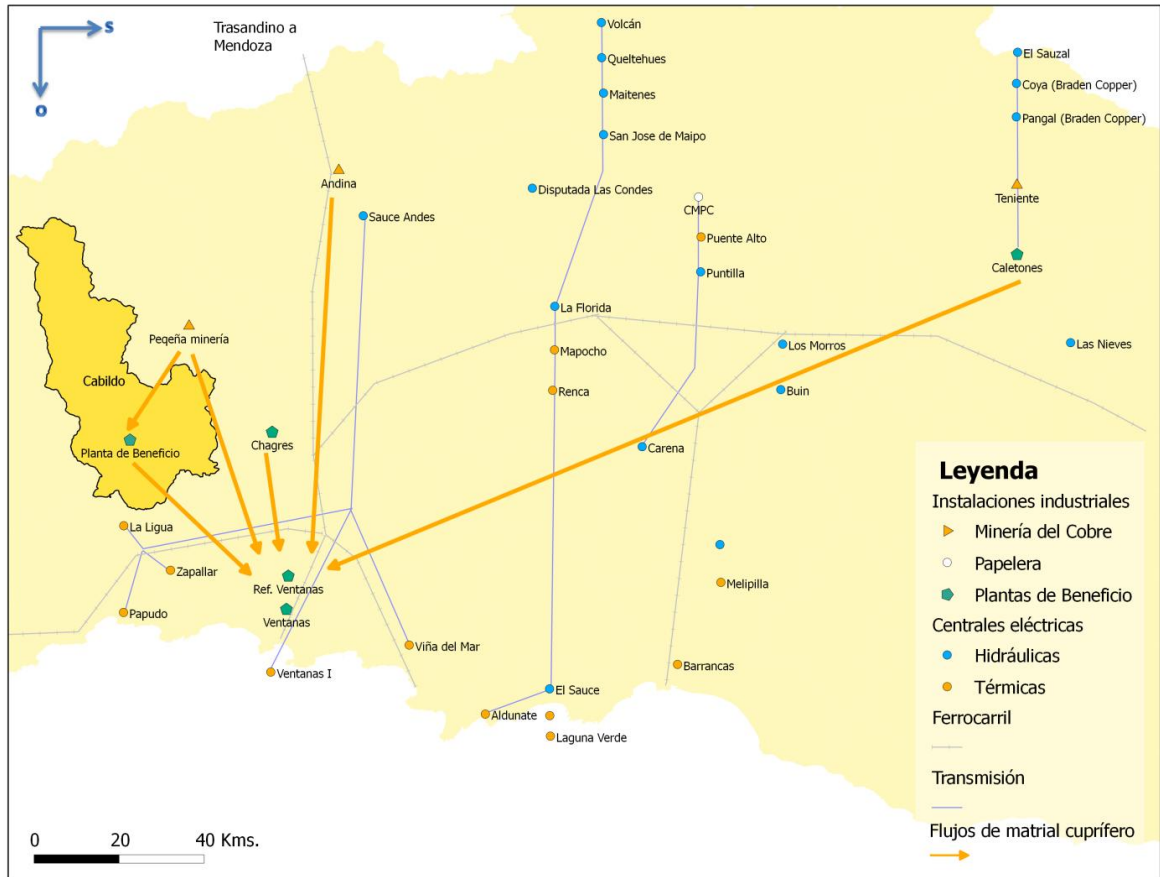 S
O
Trasandino a
Mendoza
Volcán
Queltehues
Maitenes
San Jose de Maipo
El Sauzal
Coya (Braden Copper)
Pangal (Braden Copper)
Andina
Disputada Las Condes
CMPC
Teniente
Sauce Andes
Puente Alto
Puntilla
Caletones
La Florida
Peqeña minería
Mapocho
Los Morros
Las Nieves
Cabildo
Renca
Buin
Chagres
Planta de Beneficio
Carena
La Ligua
Zapallar
Ref. Ventanas
Melipilla
Papudo
Ventanas
Viña del Mar
Ventanas I
Barrancas
El Sauce
Aldunate
Laguna Verde
Leyenda
Instalaciones industriales
Minería del Cobre
Papelera
Plantas de Beneficio
Centrales eléctricas
Hidráulicas
Térmicas
Ferrocarril
Transmisión
Flujos de matrial cuprífero
0 20 40 Kms.